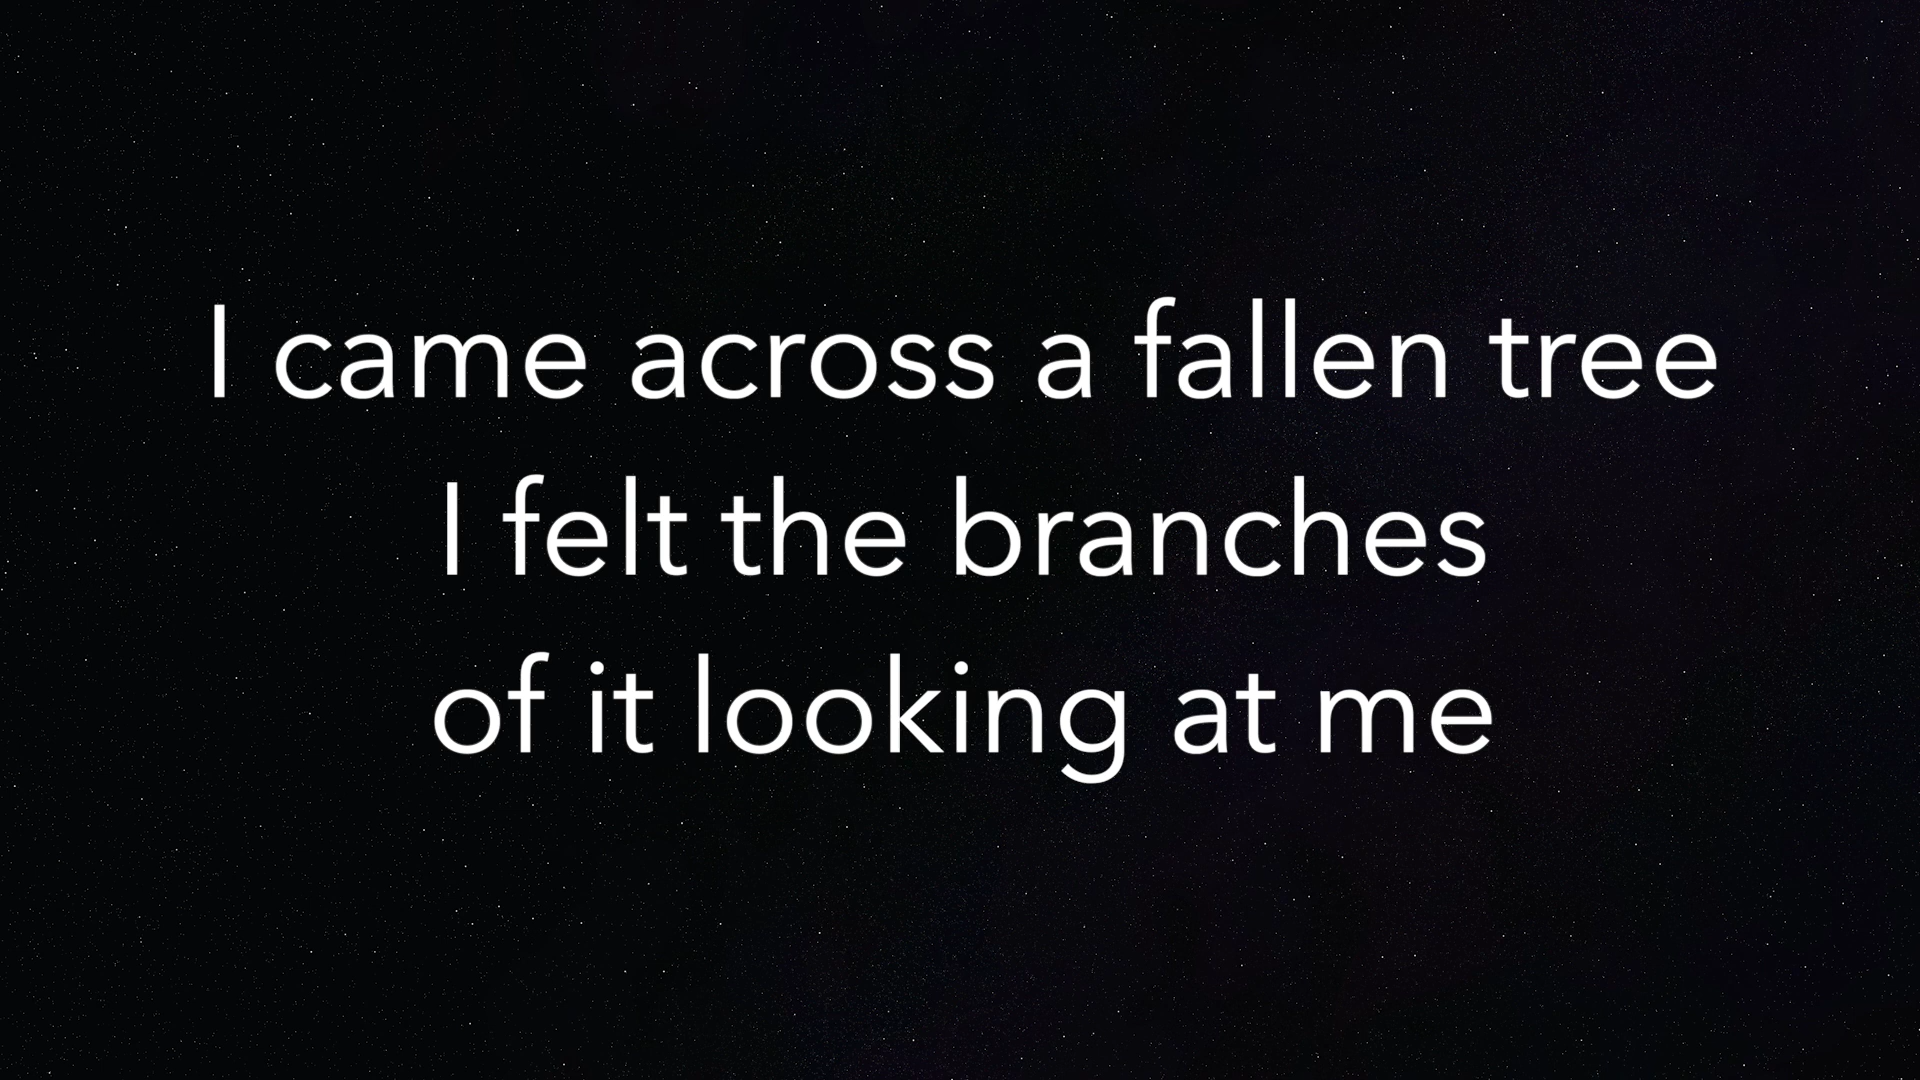 I came across a fallen tree
I felt the branches
of it looking at me